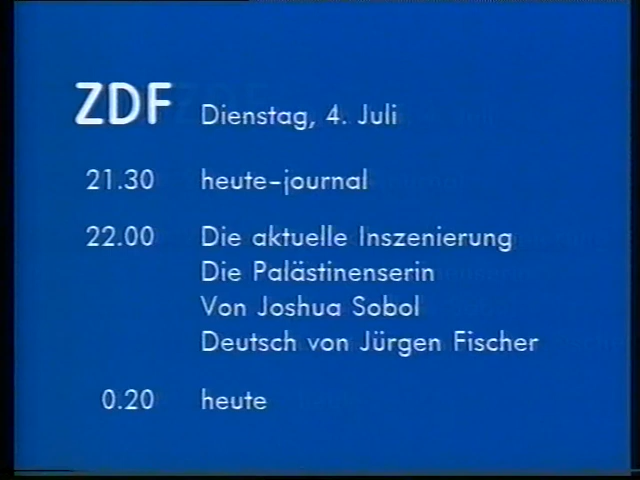 ZDF Dienstag, 4. Juli
21.30 heute-journal
22.00 Die aktuelle Inszenierung
Die Palästinenserin
Von Joshua Sobol
Deutsch von Jürgen Fischer
0.20 heute